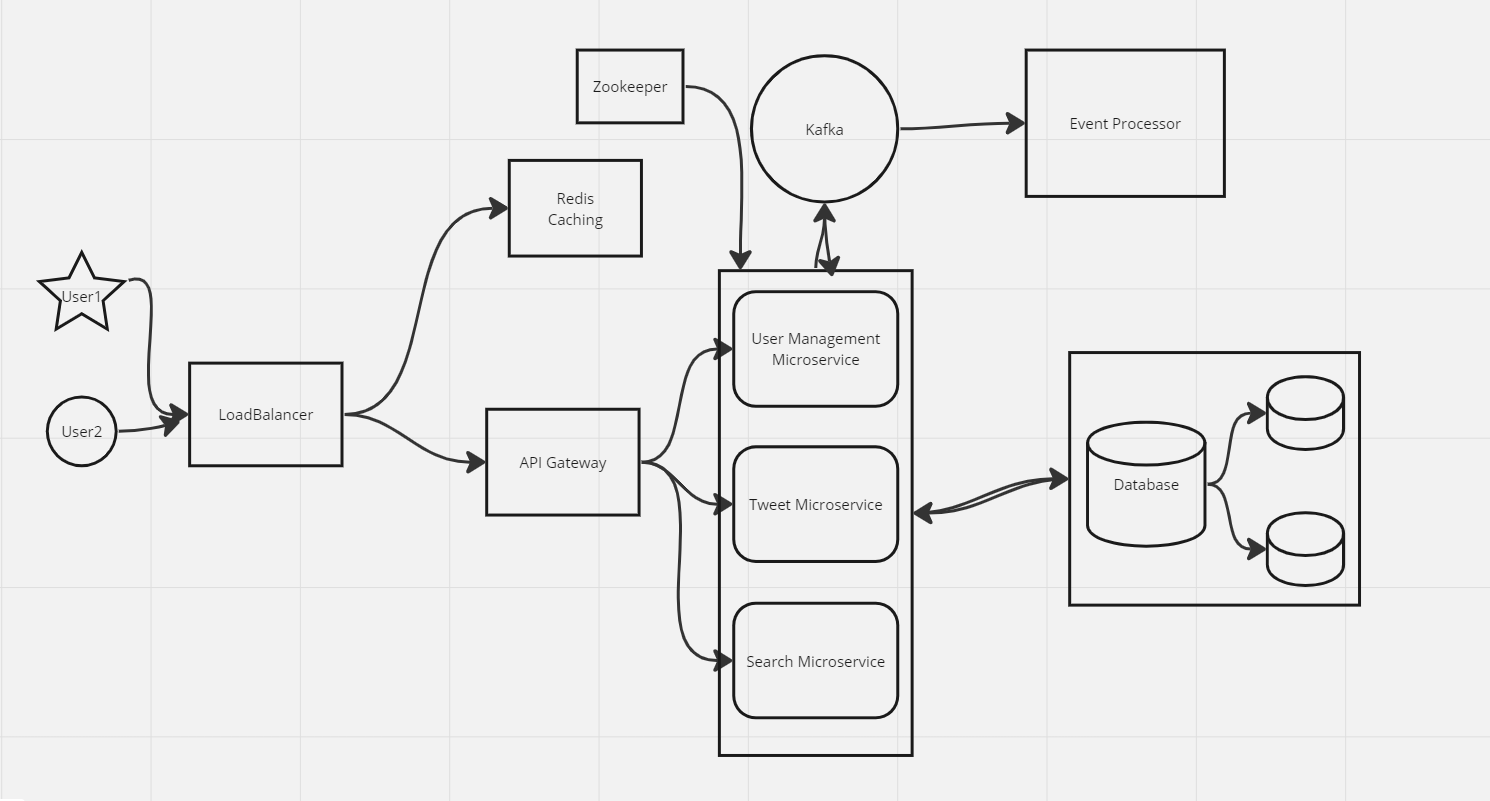 Zookeeper
Kafka
Event Processor
Redis
Caching
User1
User2
LoadBalancer
API Gateway
User Management
Microservice
Tweet Microservice
Search Microservice
Database